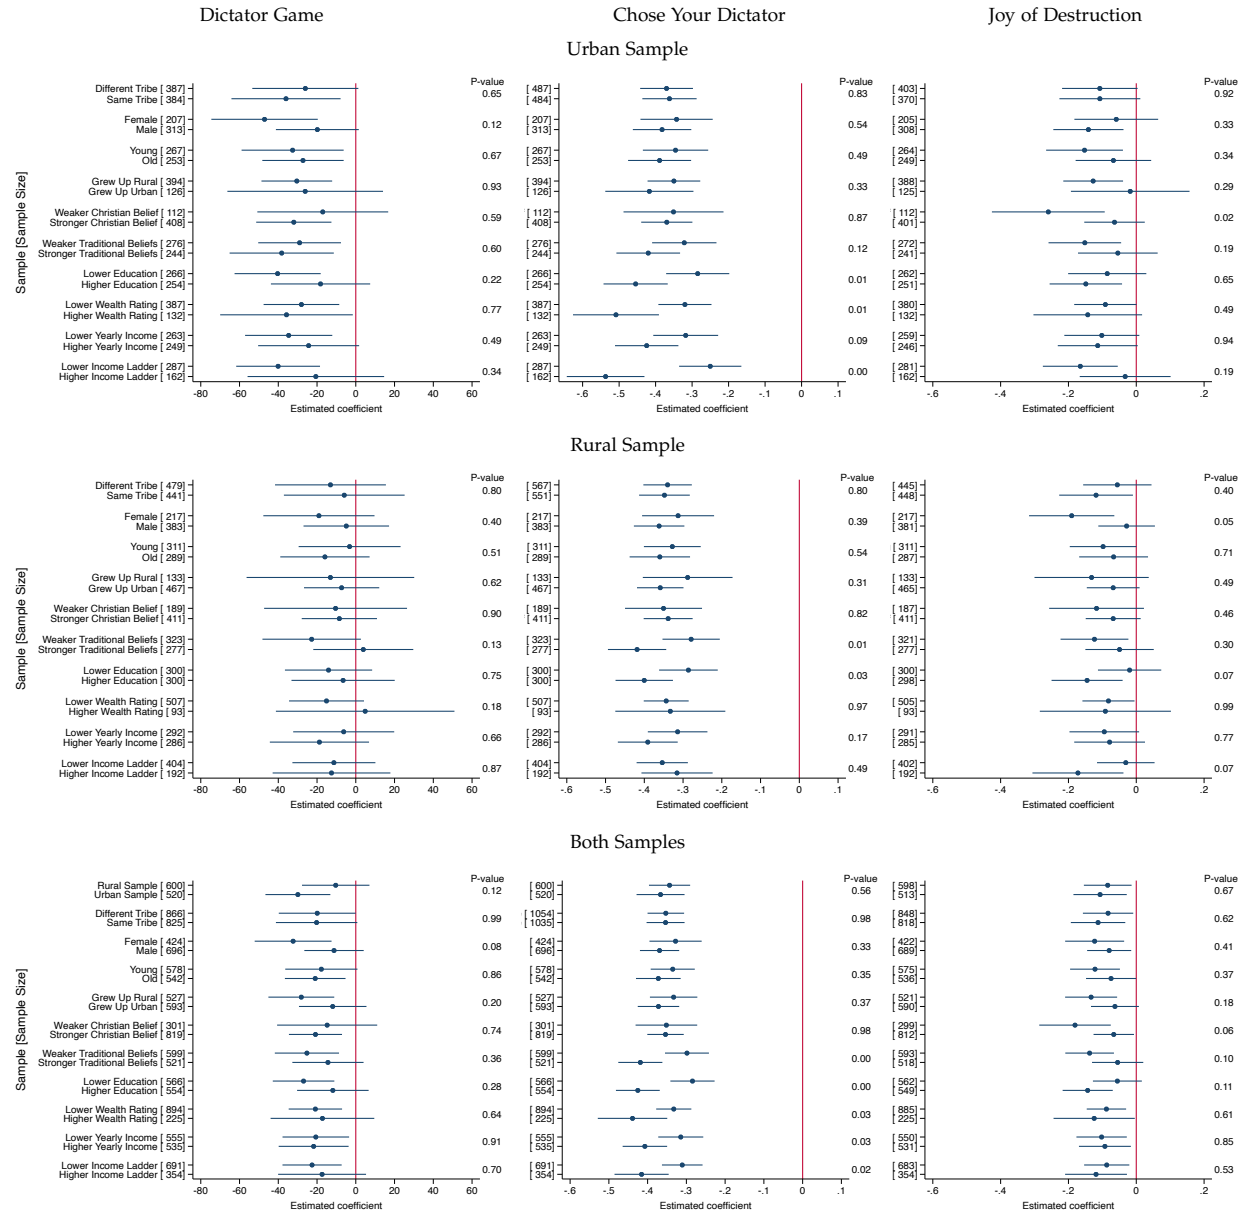 Dictator Game Chose Your Dictator Joy of Destruction
Urban Sample
P-value P-value P-value
Different Tribe [ 387] [ 487] [ 403]
0.65 0.83 0.92
Same Tribe [ 384] [ 484] [ 370]
Female [ 207] [ 207] [ 205]
0.12 0.54 0.33
Male [ 313] [ 313] [ 308]
Young [ 267] [ 267] [ 264]
0.67 0.49 0.34
Old [ 253] [ 253] [ 249]
Grew Up Rural [ 394] [ 394] [ 388]
0.93 0.33 0.29
Grew Up Urban [ 126] [ 126] [ 125]
Weaker Christian Belief [ 112] [ 112] [ 112]
0.59 0.87 0.02
Stronger Christian Belief [ 408] [ 408] [ 401]
Weaker Traditional Beliefs [ 276] [ 276] [ 272]
0.60 0.12 0.19
Stronger Traditional Beliefs [ 244] [ 244] [ 241]
Lower Education [ 266] [ 266] [ 262]
0.22 0.01 0.65
Higher Education [ 254] [ 254] [ 251]
Lower Wealth Rating [ 387] [ 387] [ 380]
0.77 0.01 0.49
Higher Wealth Rating [ 132] [ 132] [ 132]
Lower Yearly Income [ 263] [ 263] [ 259]
0.49 0.09 0.94
Higher Yearly Income [ 249] [ 249] [ 246]
Lower Income Ladder [ 287] [ 287] [ 281]
0.34 0.00 0.19
Higher Income Ladder [ 162] [ 162] [ 162]
Sample [Sample Size]
-80 -60 -40 -20 0 20 40 60 -.6 -.5 -.4 -.3 -.2 -.1 0 .1 -.6 -.4 -.2 0 .2
Estimated coefficient Estimated coefficient Estimated coefficient
Rural Sample
P-value P-value P-value
Different Tribe [ 479] [ 567] [ 445]
0.80 0.80 0.40
Same Tribe [ 441] [ 551] [ 448]
Female [ 217] [ 217] [ 217]
0.40 0.39 0.05
Male [ 383] [ 383] [ 381]
Young [ 311] [ 311] [ 311]
0.51 0.54 0.71
Old [ 289] [ 289] [ 287]
Grew Up Rural [ 133] [ 133] [ 133]
0.62 0.31 0.49
Grew Up Urban [ 467] [ 467] [ 465]
Weaker Christian Belief [ 189] [ 189] [ 187]
0.90 0.82 0.46
Stronger Christian Belief [ 411] [ 411] [ 411]
Weaker Traditional Beliefs [ 323] [ 323] [ 321]
0.13 0.01 0.30
Stronger Traditional Beliefs [ 277] [ 277] [ 277]
Lower Education [ 300] [ 300] [ 300]
0.75 0.03 0.07
Higher Education [ 300] [ 300] [ 298]
Lower Wealth Rating [ 507] [ 507] [ 505]
0.18 0.97 0.99
Higher Wealth Rating [ 93] [ 93] [ 93]
Lower Yearly Income [ 292] [ 292] [ 291]
0.66 0.17 0.77
Higher Yearly Income [ 286] [ 286] [ 285]
Lower Income Ladder [ 404] [ 404] [ 402]
0.87 0.49 0.07
Higher Income Ladder [ 192] [ 192] [ 192]
Sample [Sample Size]
-80 -60 -40 -20 0 20 40 60 -.6 -.5 -.4 -.3 -.2 -.1 0 .1 -.6 -.4 -.2 0 .2
Estimated coefficient Estimated coefficient Estimated coefficient
Both Samples
P-value P-value P-value
Rural Sample [ 600] [ 600] [ 598]
0.12 0.56 0.67
Urban Sample [ 520] [ 520] [ 513]
Different Tribe [ 866] [ 1054] [ 848]
0.99 0.98 0.62
Same Tribe [ 825] [ 1035] [ 818]
Female [ 424] [ 424] [ 422]
0.08 0.33 0.41
Male [ 696] [ 696] [ 689]
Young [ 578] [ 578] [ 575]
0.86 0.35 0.37
Old [ 542] [ 542] [ 536]
Grew Up Rural [ 527] [ 527] [ 521]
0.20 0.37 0.18
Grew Up Urban [ 593] [ 593] [ 590]
Weaker Christian Belief [ 301] [ 301] [ 299]
0.74 0.98 0.06
Stronger Christian Belief [ 819] [ 819] [ 812]
Weaker Traditional Beliefs [ 599] [ 599] [ 593]
0.36 0.00 0.10
Stronger Traditional Beliefs [ 521] [ 521] [ 518]
Lower Education [ 566] [ 566] [ 562]
0.28 0.00 0.11
Higher Education [ 554] [ 554] [ 549]
Lower Wealth Rating [ 894] [ 894] [ 885]
0.64 0.03 0.61
Higher Wealth Rating [ 225] [ 225] [ 225]
Lower Yearly Income [ 555] [ 555] [ 550]
0.91 0.03 0.85
Higher Yearly Income [ 535] [ 535] [ 531]
Lower Income Ladder [ 691] [ 691] [ 683]
0.70 0.02 0.53
Higher Income Ladder [ 354] [ 354] [ 354]
Sample [Sample Size]
-80 -60 -40 -20 0 20 40 60 -.6 -.5 -.4 -.3 -.2 -.1 0 .1 -.6 -.4 -.2 0 .2
Estimated coefficient Estimated coefficient Estimated coefficient